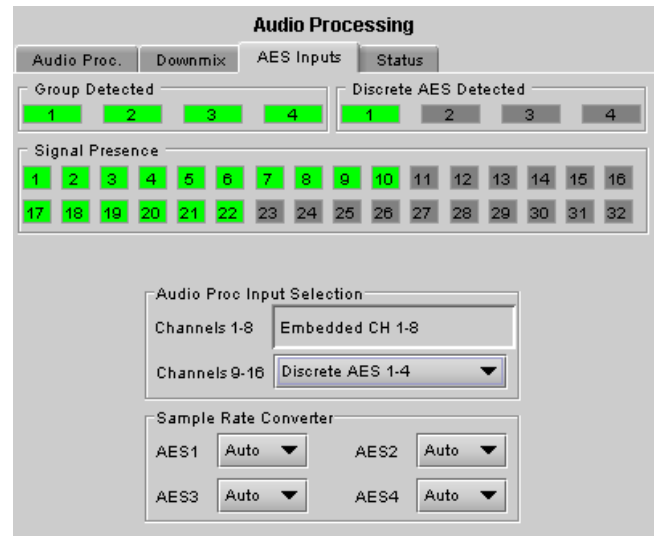 Audio Processing
Audio Proc. Downmix AES Inputs Status
Group Detected Discrete AES Detected
1 2 3 4 1 2 3 4
Signal Presence
1 2 3 4 5 6 7 8 9 10 11 12 13 14 15 16
17 18 19 20 21 22 23 24 25 26 27 28 29 30 31 32
Audio Proc Input Selection
Channels 1-8 Embedded CH 1-8
Channels 9-16 Discrete AES 1-4
Sample Rate Converter
AES1 Auto AES2 Auto
AES3 Auto AES4 Auto